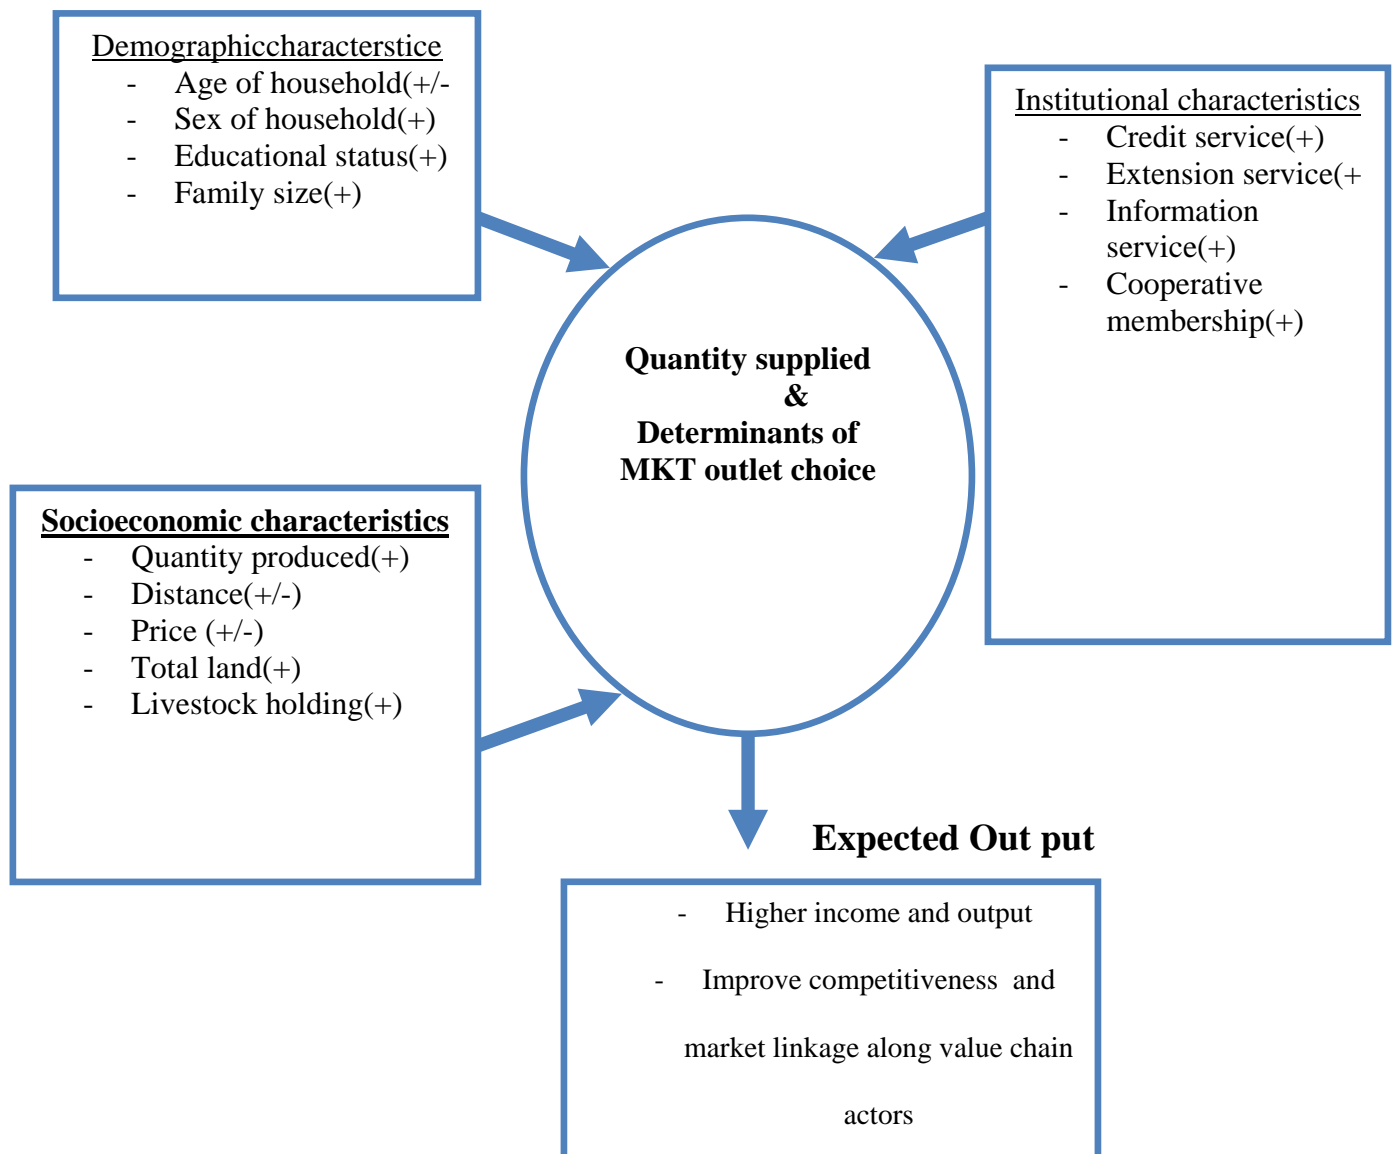 Demographiccharacterstice
- Age of household(+/-
- Sex of household(+)
- Educational status(+)
- Family size(+)
Institutional characteristics
- Credit service(+)
- Extension service(+
- Information
service(+)
- Cooperative
membership(+)
Quantity supplied
&
Determinants of
MKT outlet choice
Socioeconomic characteristics
- Quantity produced(+)
- Distance(+/-)
- Price (+/-)
- Total land(+)
- Livestock holding(+)
Expected Out put
- Higher income and output
- Improve competitiveness and
market linkage along value chain
actors